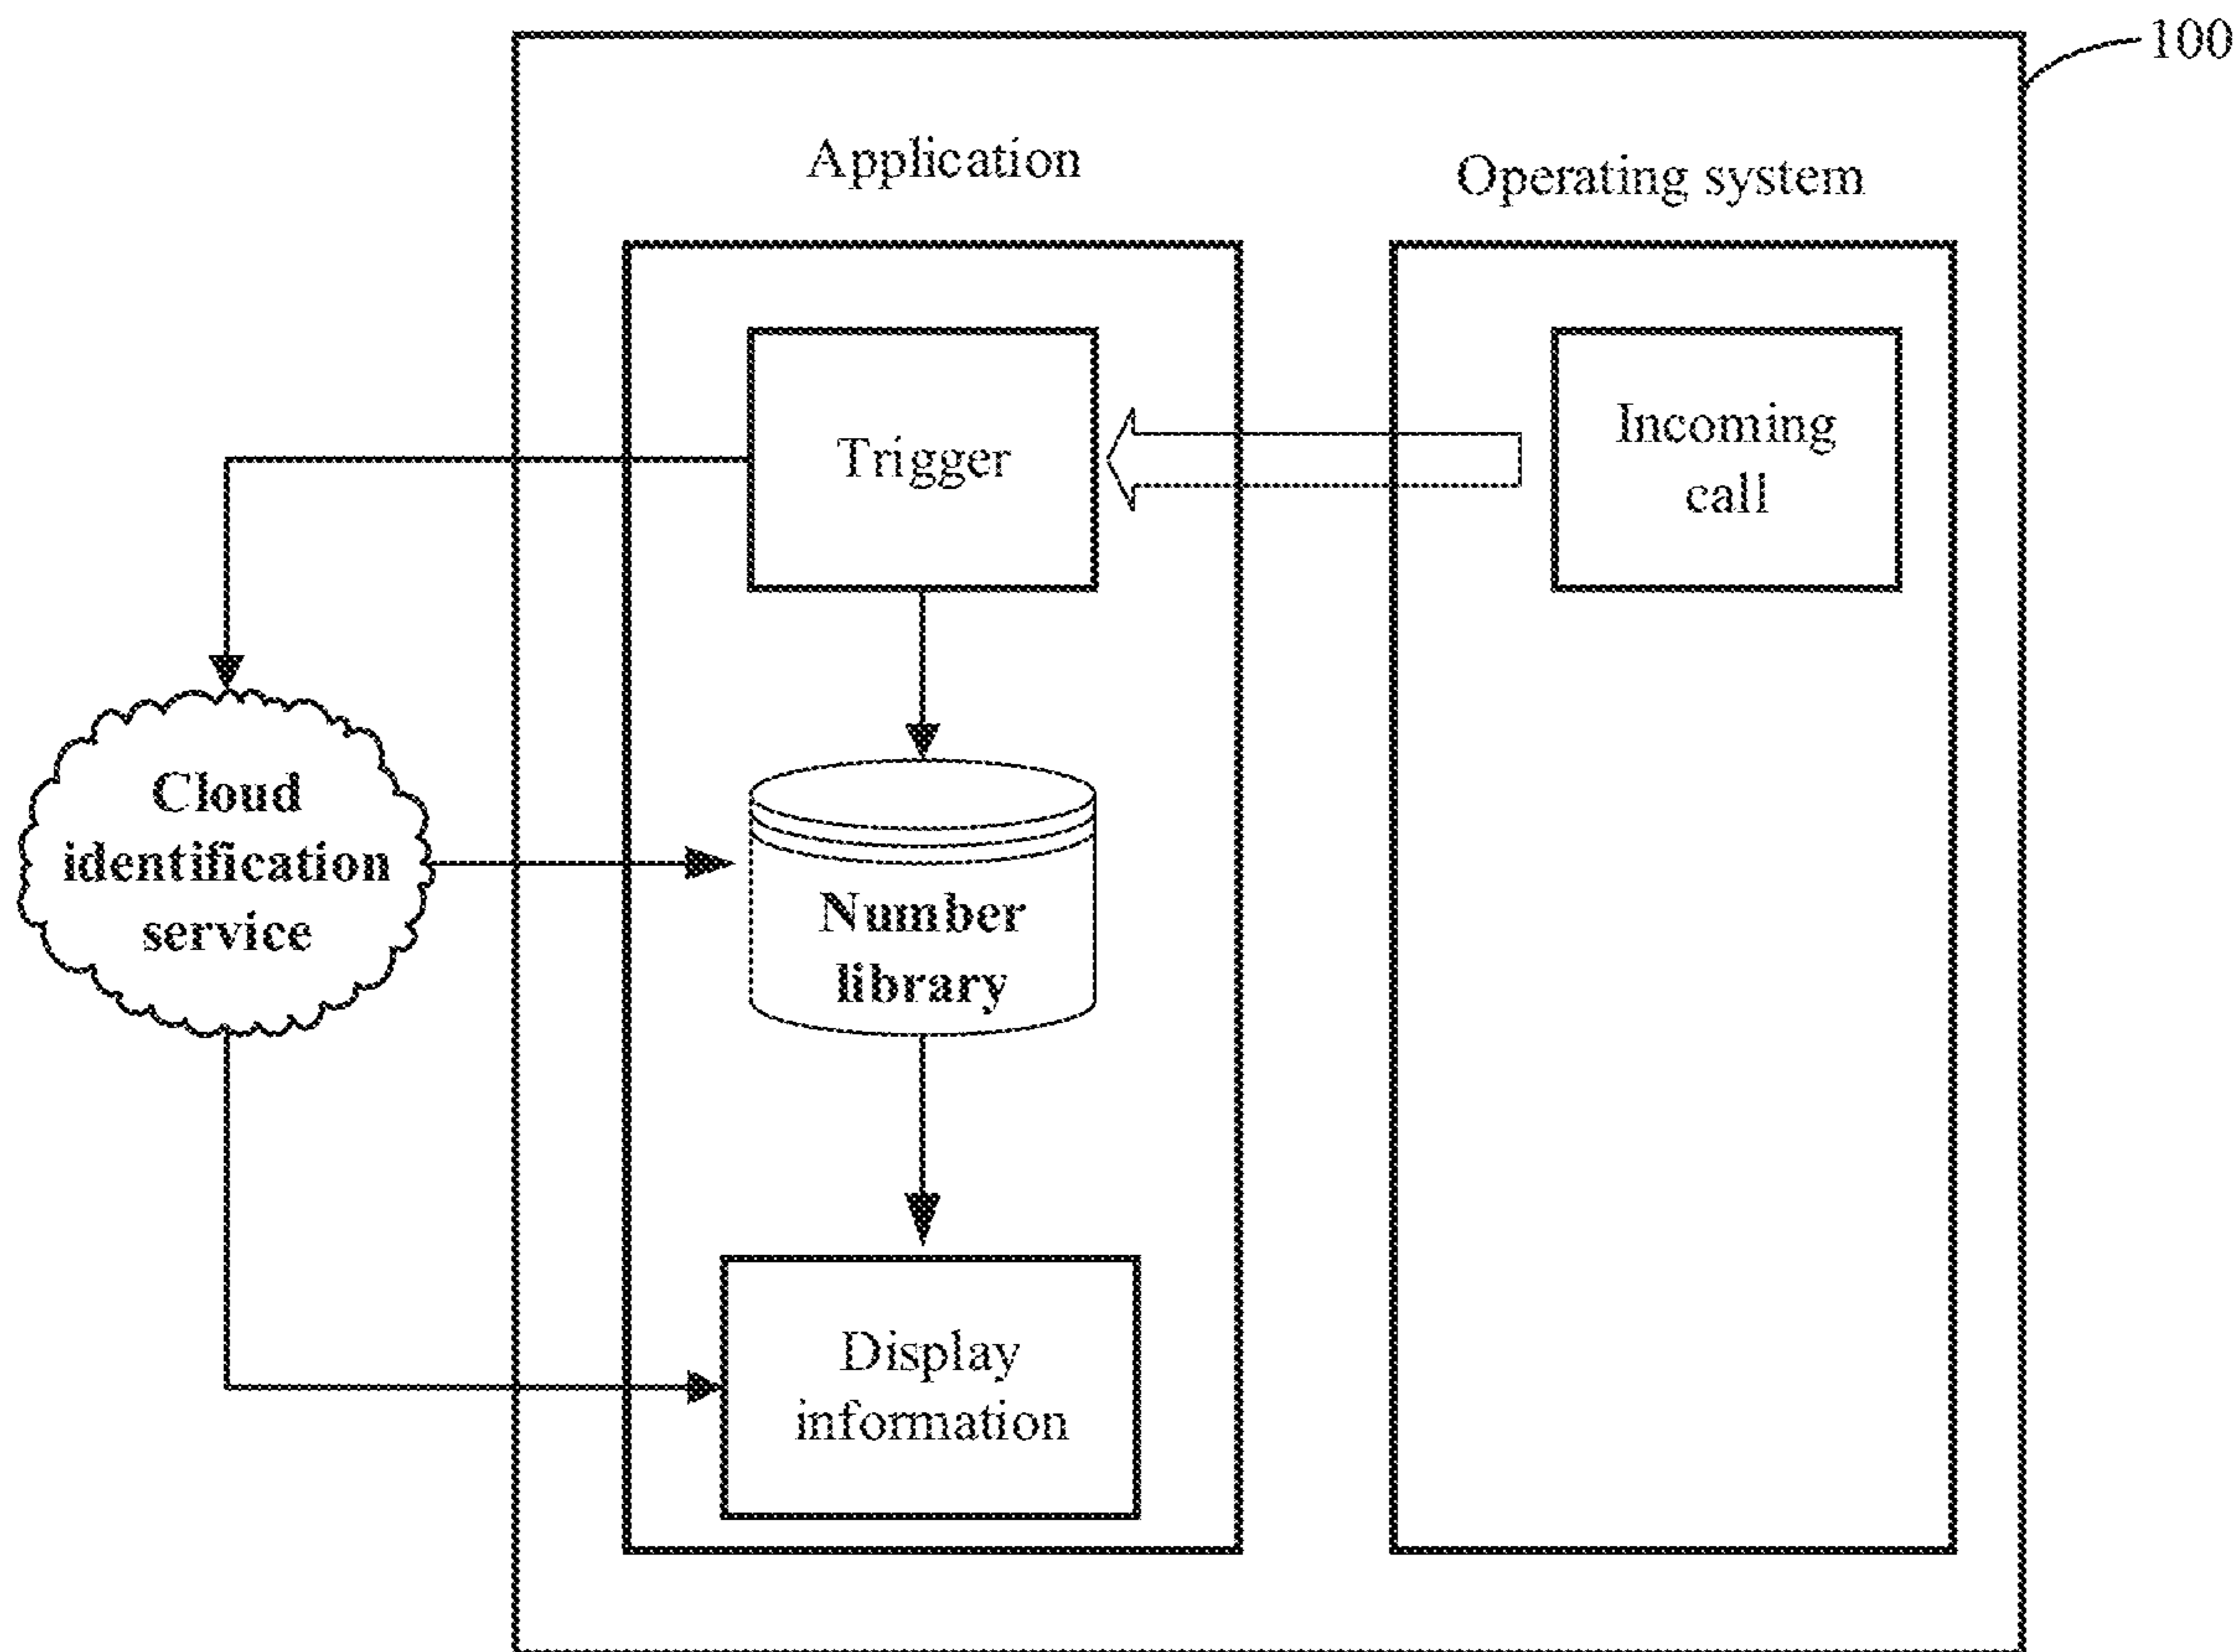 100
Application
Operating system
Trigger
Incoming
call
Cloud
identification
service
Number
library
Display
information